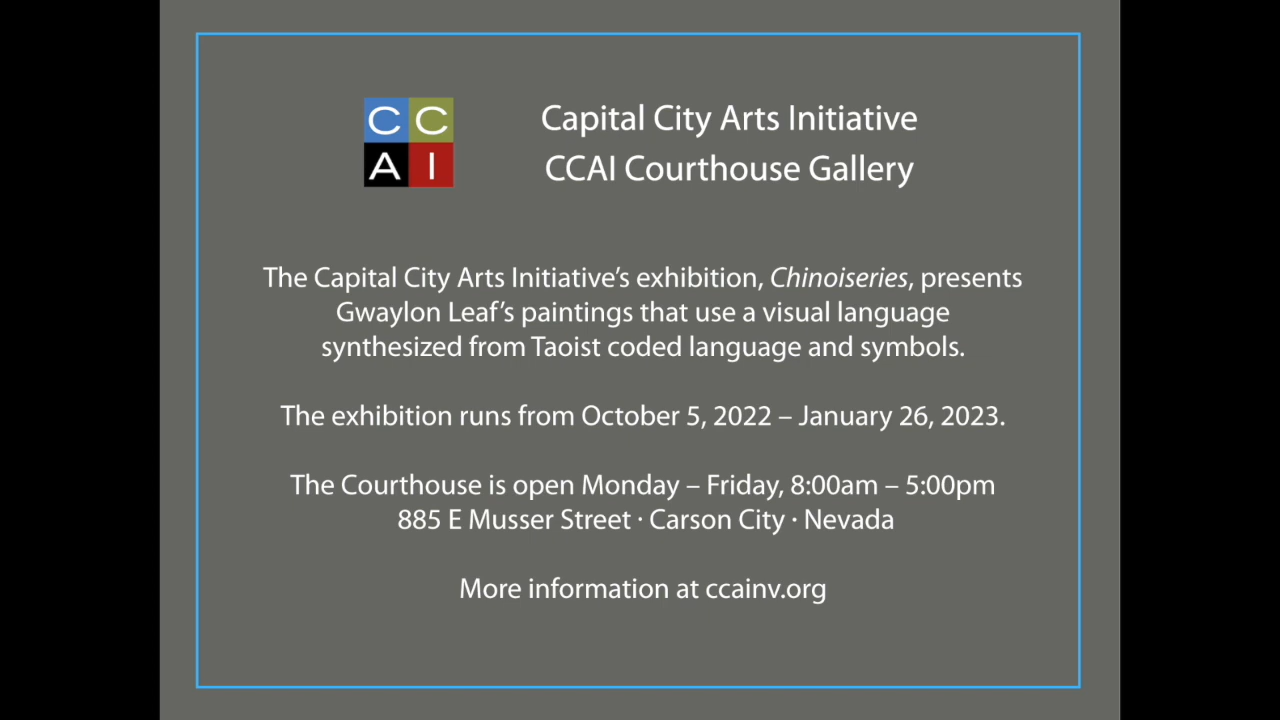 CC
AI
Capital City Arts Initiative
CCAI Courthouse Gallery
The Capital City Arts Initiative’s exhibition, Chinoiseries, presents
Gwaylon Leaf’s paintings that use a visual language
synthesized from Taoist coded language and symbols.
The exhibition runs from October 5, 2022 – January 26, 2023.
The Courthouse is open Monday – Friday, 8:00am – 5:00pm
885 E Musser Street · Carson City · Nevada
More information at ccainv.org